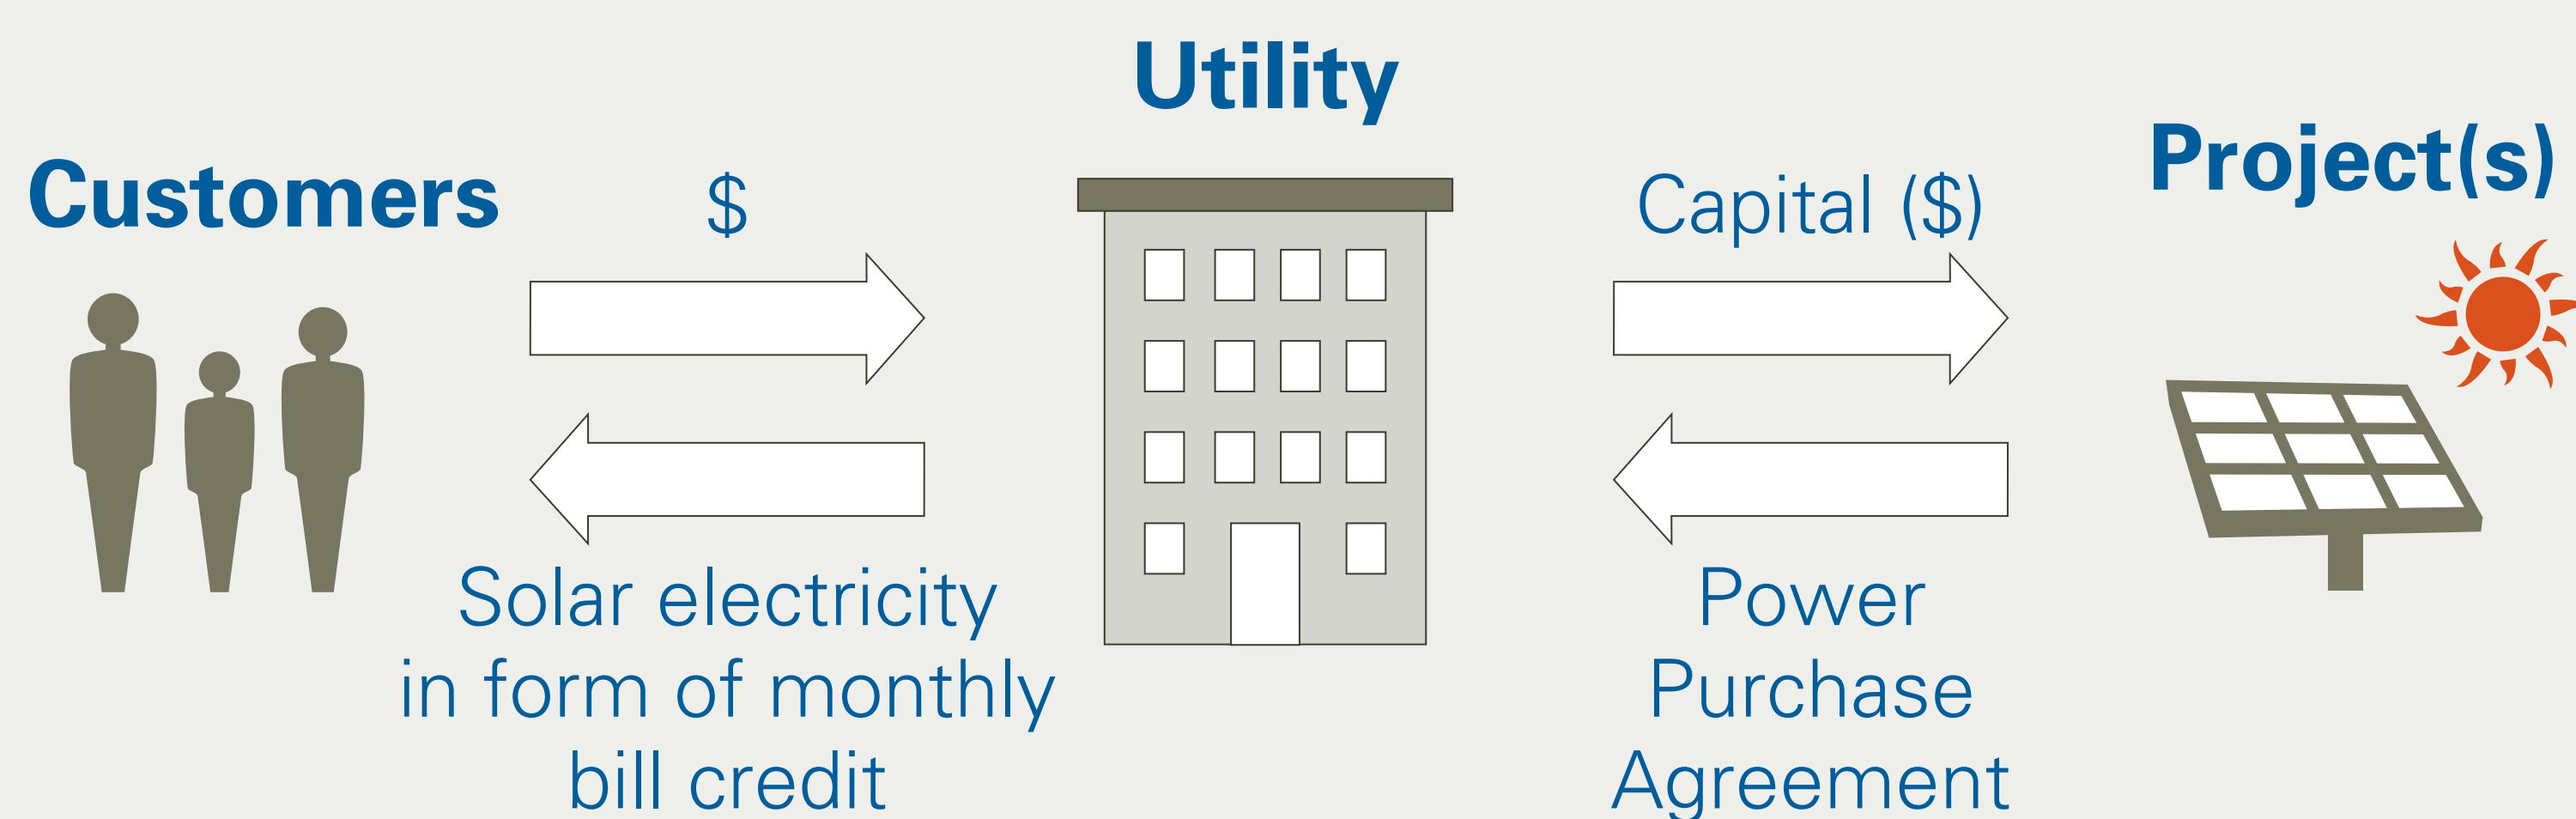 Utility
Customers
$
Capital ($)
Project(s)
Solar electricity
in form of monthly
bill credit
Power
Purchase
Agreement